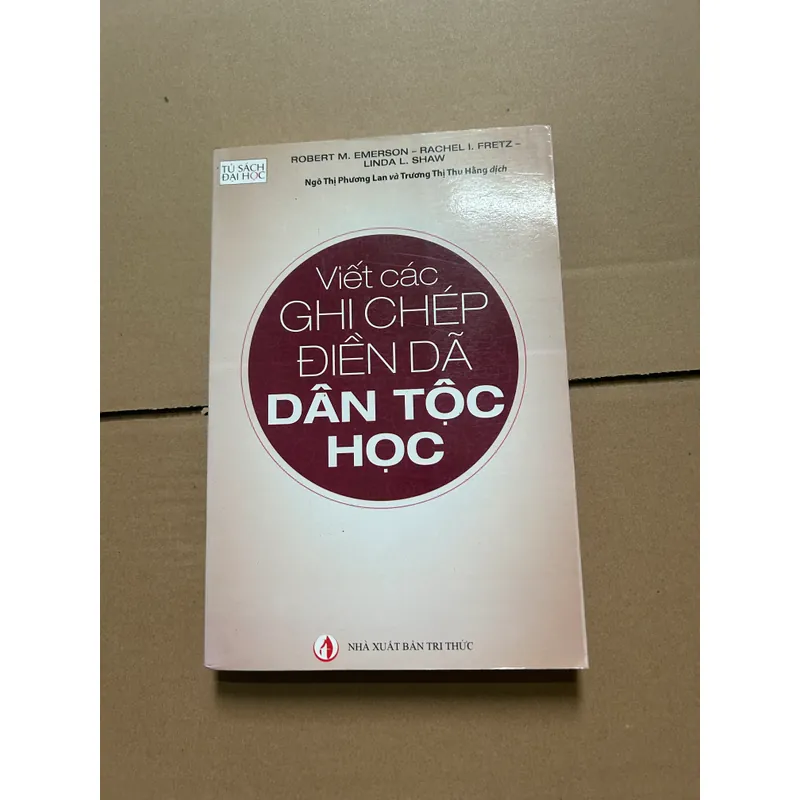 TỦ SÁCH
ĐẠI HỌC
ROBERT M. EMERSON – RACHEL I. FRETZ –
LINDA L. SHAW
Ngô Thị Phương Lan và Trương Thị Thu Hằng dịch
Viết các
GHI CHÉP
ĐIỀN DÃ
DÂN TỘC
HỌC
NHÀ XUẤT BẢN TRI THỨC